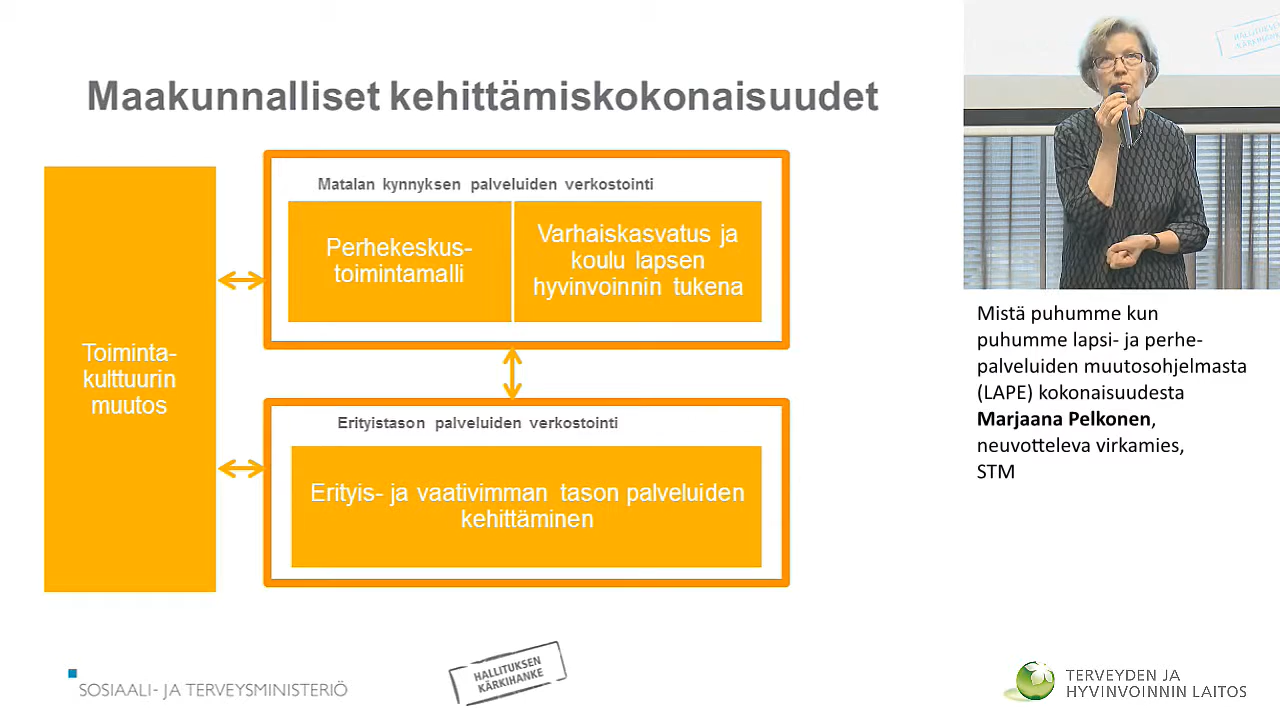 Maakunnalliset kehittämiskokonaisuudet
Toiminta-
kulttuurin
muutos
Matalan kynnyksen palveluiden verkostointi
Perhekeskus-
toimintamalli
Varhaiskasvatus ja
koulu lapsen
hyvinvoinnin tukena
Erityistason palveluiden verkostointi
Erityis- ja vaativimman tason palveluiden
kehittäminen
SOSIAALI- JA TERVEYSMINISTERIÖ
HALLITUKSEN
KÄRKIHANKE
HALLITUKSEN
KÄRKIHANKE
Mistä puhumme kun
puhumme lapsi- ja perhe-
palveluiden muutosohjelmasta
(LAPE) kokonaisuudesta
Marjaana Pelkonen,
neuvotteleva virkamies,
STM
TERVEYDEN JA
HYVINVOINNIN LAITOS